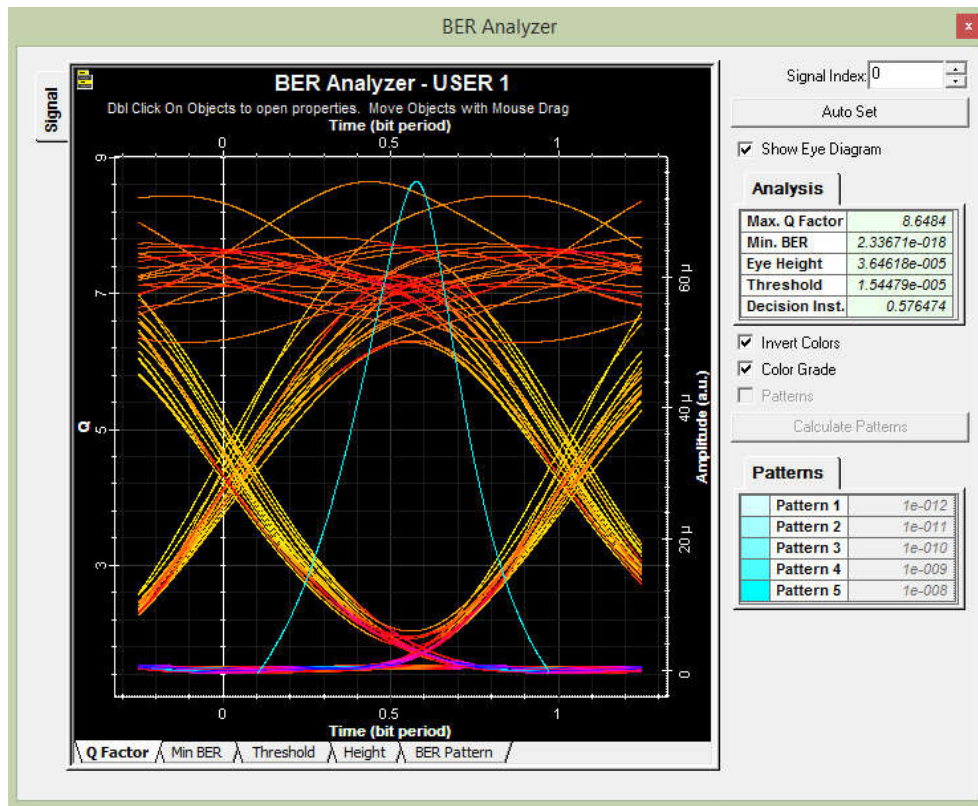 BER Analyzer
x
Signal
BER Analyzer - USER 1
Dbl Click On Objects to open properties. Move Objects with Mouse Drag
Time (bit period)
0 0.5 1
9
7
5
3
Q
60 µ
40 µ
20 µ
0
Amplitude (a.u.)
0 0.5 1
Time (bit period)
Q Factor Min BER Threshold Height BER Pattern
Signal Index: 0
Auto Set
Show Eye Diagram
Analysis
Max. Q Factor 8.6484
Min. BER 2.33671e-018
Eye Height 3.64618e-005
Threshold 1.54479e-005
Decision Inst. 0.576474
Invert Colors
Color Grade
Patterns
Calculate Patterns
Patterns
Pattern 1 1e-012
Pattern 2 1e-011
Pattern 3 1e-010
Pattern 4 1e-009
Pattern 5 1e-008